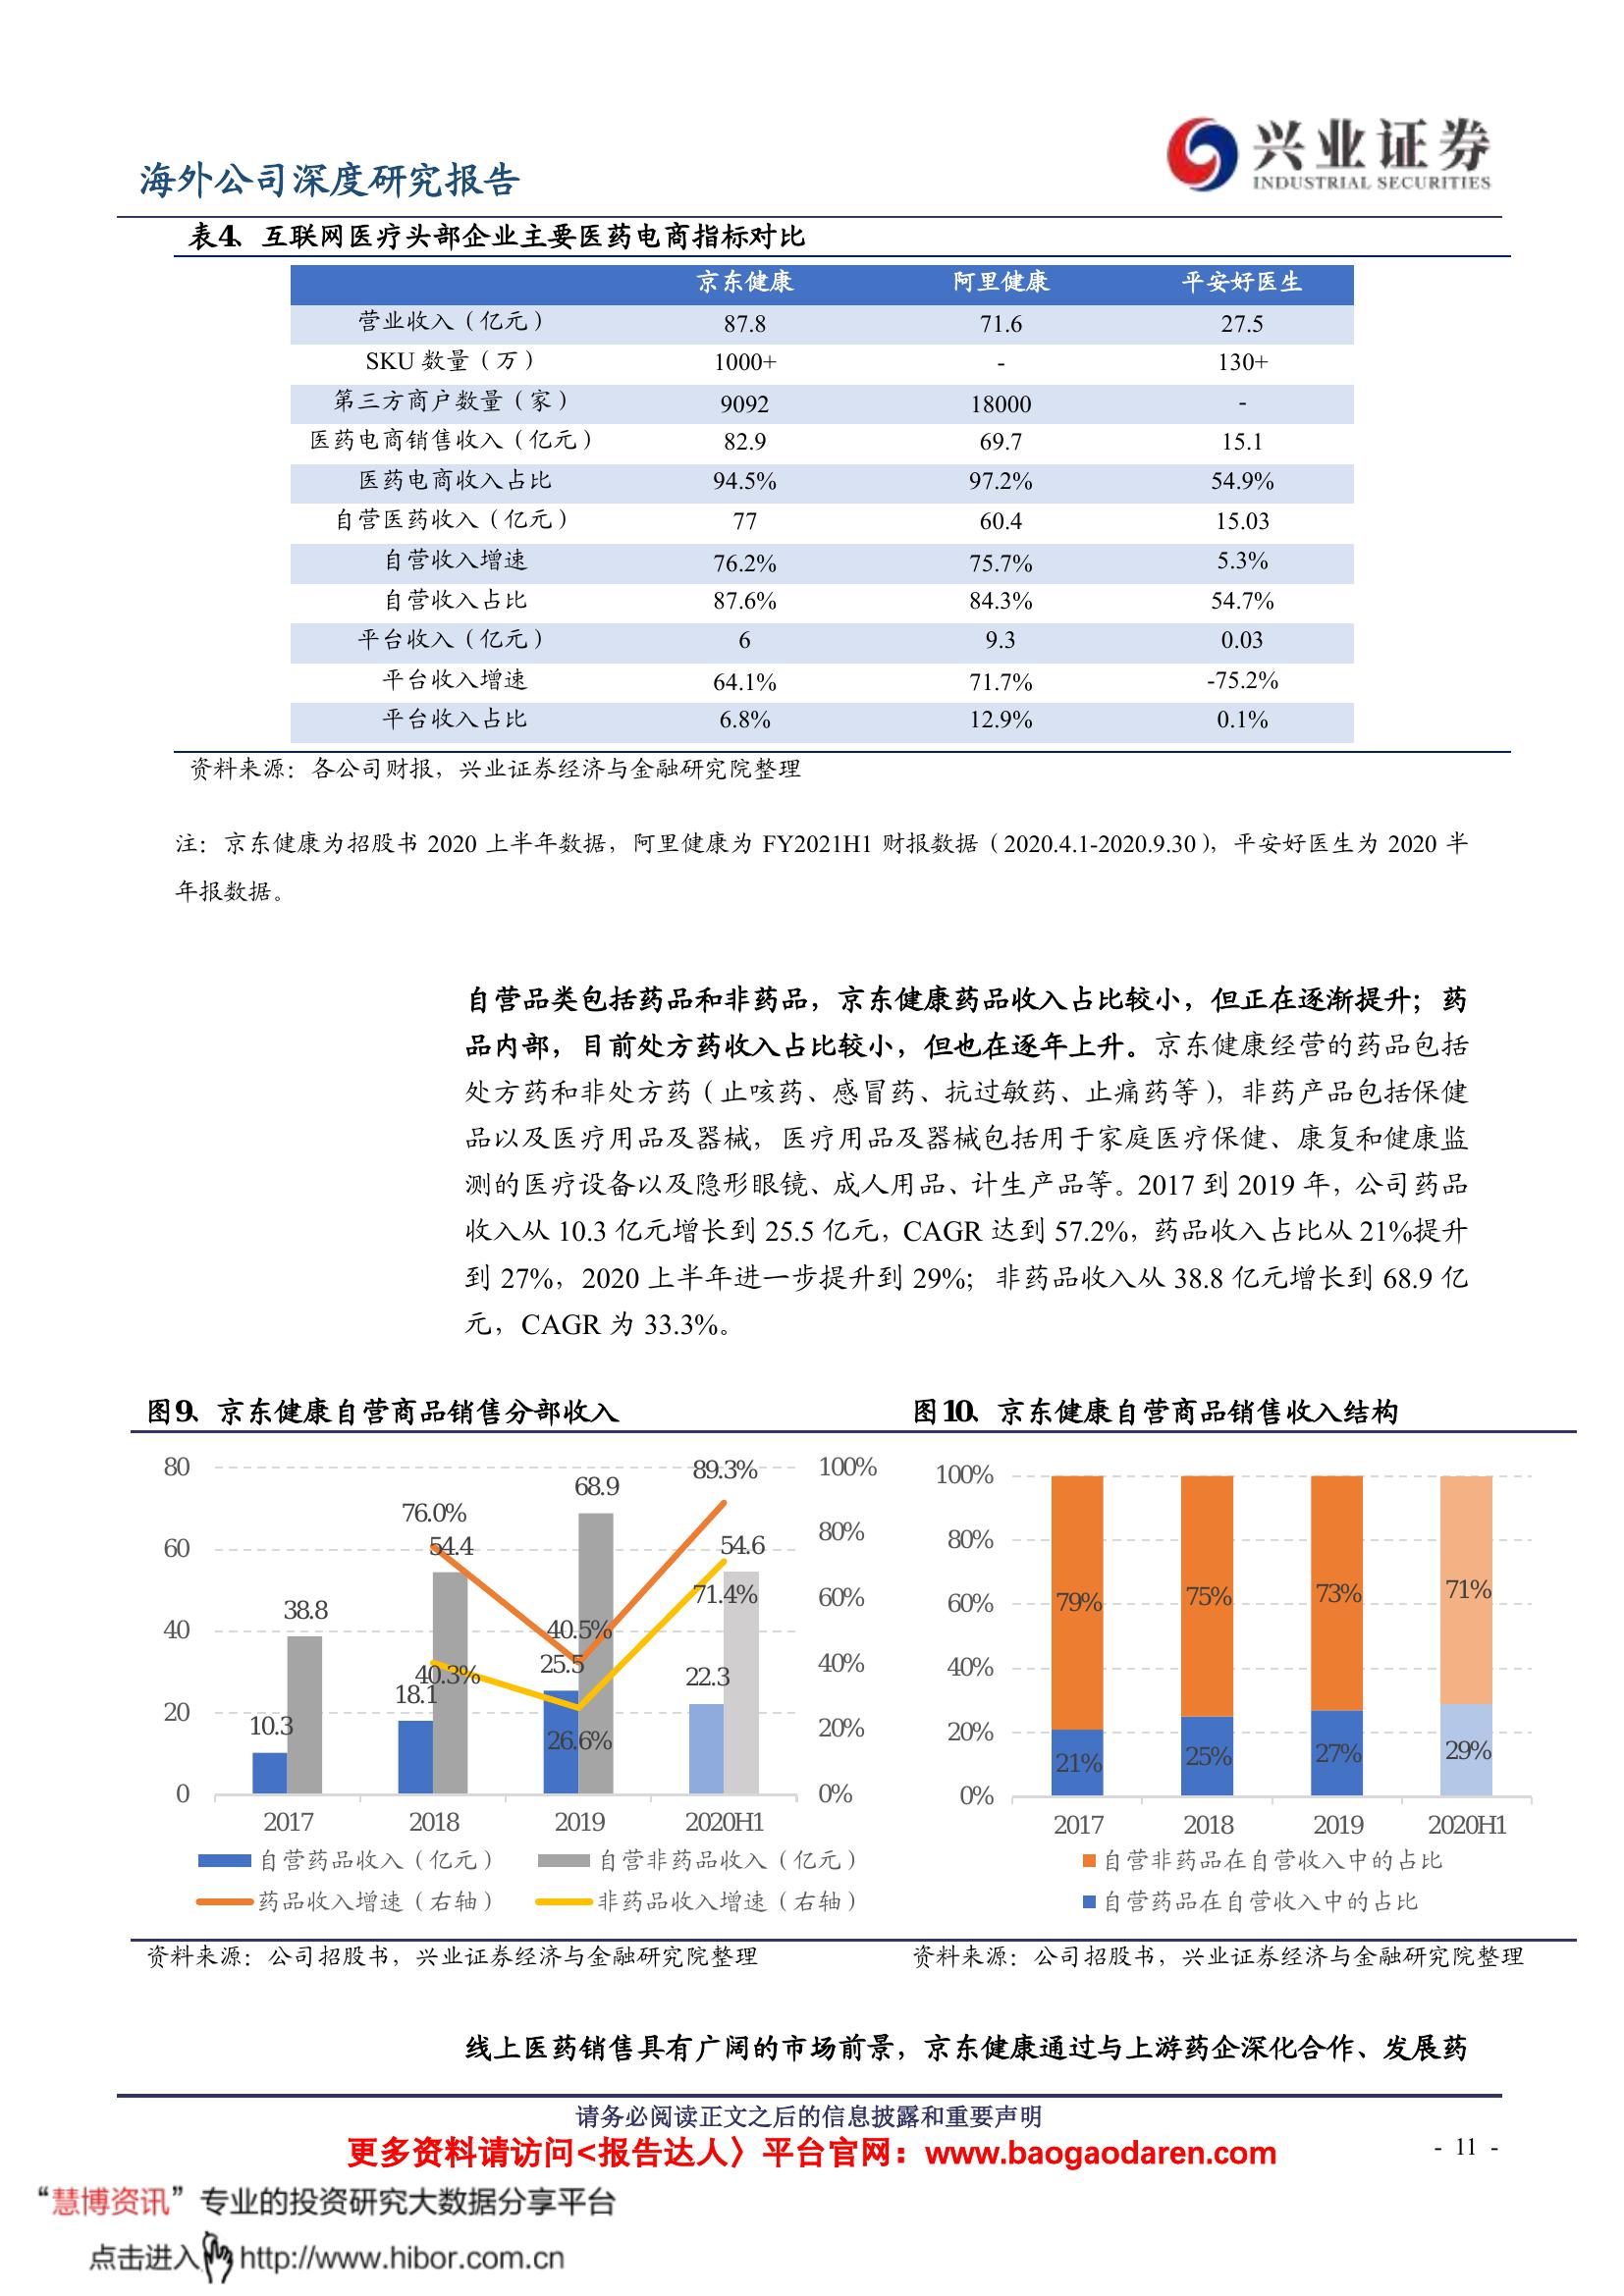 海外公司深度研究报告
兴业证券
INDUSTRIAL SECURITIES
表4、互联网医疗头部企业主要医药电商指标对比
京东健康 阿里健康 平安好医生
营业收入（亿元） 87.8 71.6 27.5
SKU 数量（万） 1000+ - 130+
第三方商户数量（家） 9092 18000 -
医药电商销售收入（亿元） 82.9 69.7 15.1
医药电商收入占比 94.5% 97.2% 54.9%
自营医药收入（亿元） 77 60.4 15.03
自营收入增速 76.2% 75.7% 5.3%
自营收入占比 87.6% 84.3% 54.7%
平台收入（亿元） 6 9.3 0.03
平台收入增速 64.1% 71.7% -75.2%
平台收入占比 6.8% 12.9% 0.1%
资料来源：各公司财报，兴业证券经济与金融研究院整理
注：京东健康为招股书 2020 上半年数据，阿里健康为 FY2021H1 财报数据（2020.4.1-2020.9.30），平安好医生为 2020 半
年报数据。
自营品类包括药品和非药品，京东健康药品收入占比较小，但正在逐渐提升；药
品内部，目前处方药收入占比较小，但也在逐年上升。京东健康经营的药品包括
处方药和非处方药（止咳药、感冒药、抗过敏药、止痛药等），非药产品包括保健
品以及医疗用品及器械，医疗用品及器械包括用于家庭医疗保健、康复和健康监
测的医疗设备以及隐形眼镜、成人用品、计生产品等。2017 到 2019 年，公司药品
收入从 10.3 亿元增长到 25.5 亿元，CAGR 达到 57.2%，药品收入占比从 21%提升
到 27%，2020 上半年进一步提升到 29%；非药品收入从 38.8 亿元增长到 68.9 亿
元，CAGR 为 33.3%。
图9、京东健康自营商品销售分部收入
80 60 40 20 0
100% 80% 60% 40% 20% 0%
10.3 18.1 25.5 22.3
38.8 54.4 68.9 54.6
76.0% 40.5% 89.3%
40.3% 26.6% 71.4%
2017 2018 2019 2020H1
自营药品收入（亿元） 自营非药品收入（亿元）
药品收入增速（右轴） 非药品收入增速（右轴）
资料来源：公司招股书，兴业证券经济与金融研究院整理
图10、京东健康自营商品销售收入结构
100% 80% 60% 40% 20% 0%
79% 75% 73% 71%
21% 25% 27% 29%
2017 2018 2019 2020H1
自营非药品在自营收入中的占比
自营药品在自营收入中的占比
资料来源：公司招股书，兴业证券经济与金融研究院整理
线上医药销售具有广阔的市场前景，京东健康通过与上游药企深化合作、发展药
请务必阅读正文之后的信息披露和重要声明
更多资料请访问<报告达人〉平台官网：www.baogaodaren.com
- 11 -
“慧博资讯”专业的投资研究大数据分享平台
点击进入 http://www.hibor.com.cn